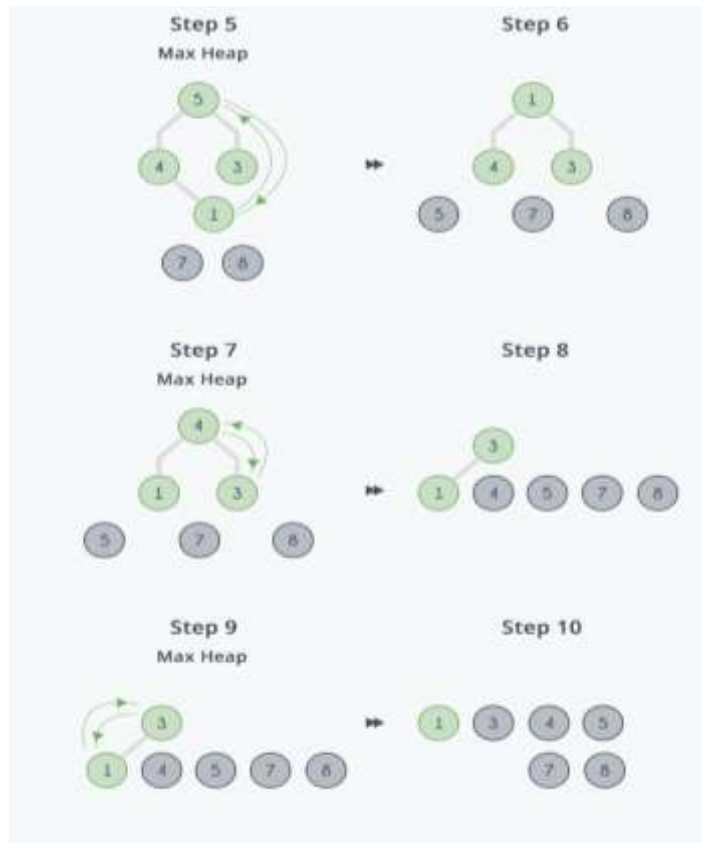 Step 5
Max Heap
5
4 3
1
7 8
Step 6
1
4 3
5 7 8
Step 7
Max Heap
4
1 3
5 7 8
Step 8
3
1 4 5 7 8
Step 9
Max Heap
3
1 4 5 7 8
Step 10
1 3 4 5
7 8